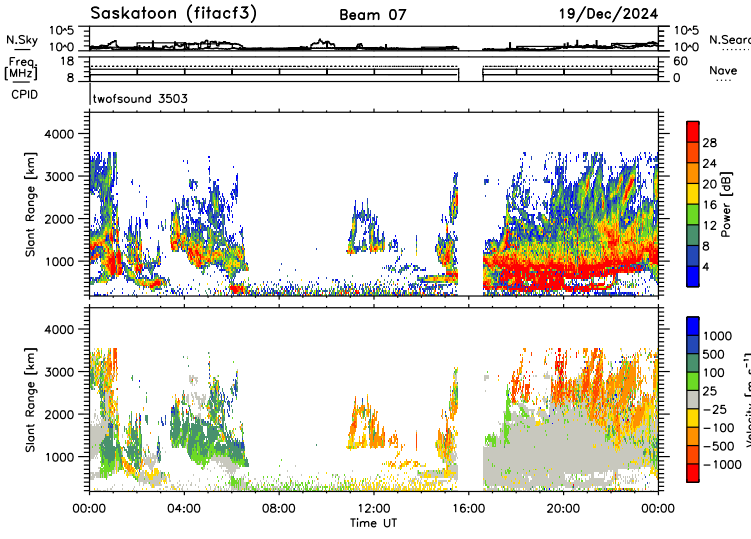 Saskatoon (fitacf3) Beam 07 19/Dec/2024
N.Sky 10^5 10^0 10^5 10^0 N.Sear
Freq. [MHz] 18 8 60 0 Nave
CPID twofsound 3503
Slant Range [km] 4000 3000 2000 1000
Power [dB] 28 24 20 16 12 8 4
Slant Range [km] 4000 3000 2000 1000
Velocity [m s⁻¹] 1000 500 100 25 -25 -100 -500 -1000
00:00 04:00 08:00 12:00 16:00 20:00 00:00
Time UT